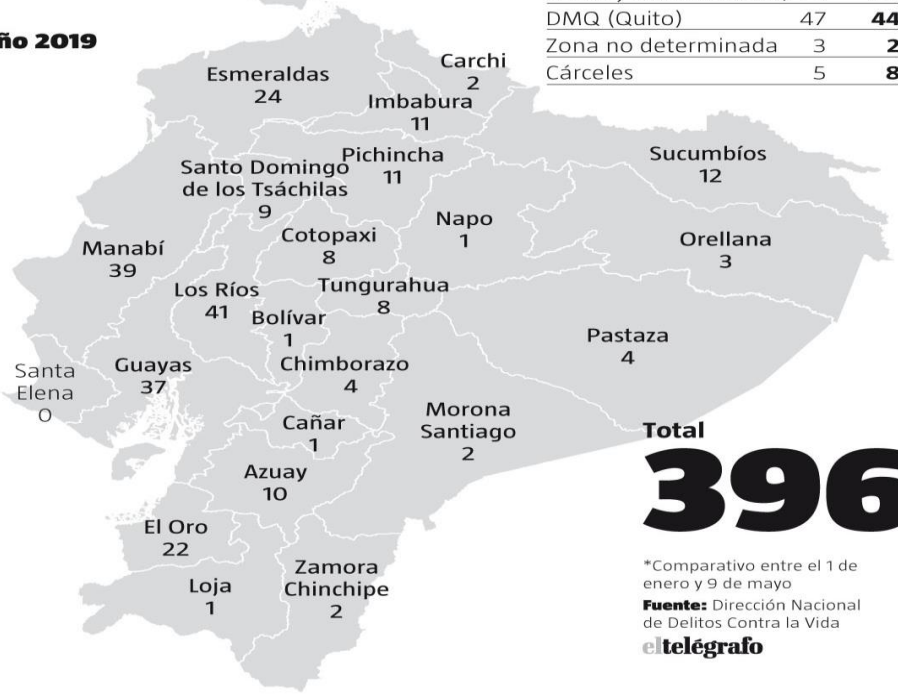 ño 2019
DMQ (Quito) 47 44
Zona no determinada 3 2
Cárceles 5 8
Esmeraldas
24
Carchi
2
Imbabura
11
Pichincha
11
Santo Domingo
de los Tsáchilas
9
Sucumbíos
12
Napo
1
Orellana
3
Manabí
39
Cotopaxi
8
Los Ríos
41
Tungurahua
8
Bolívar
1
Pastaza
4
Santa
Elena
0
Guayas
37
Chimborazo
4
Cañar
1
Morona
Santiago
2
Azuay
10
El Oro
22
Loja
1
Zamora
Chinchipe
2
Total
396
*Comparativo entre el 1 de
enero y 9 de mayo
Fuente: Dirección Nacional
de Delitos Contra la Vida
eltelégrafo